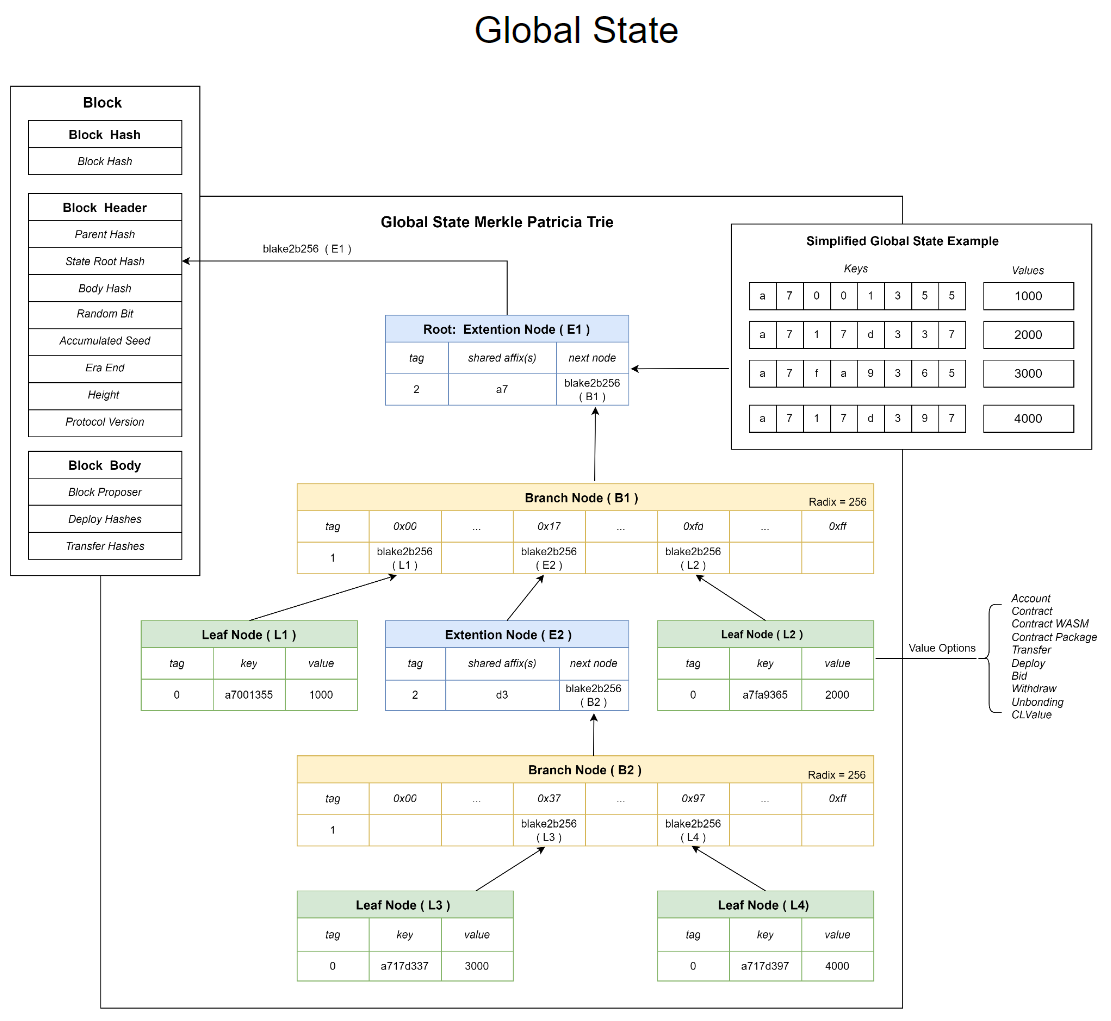 Global State
Block
Block Hash
Block Hash
Block Header
Parent Hash
State Root Hash
Body Hash
Random Bit
Accumulated Seed
Era End
Height
Protocol Version
Block Body
Block Proposer
Deploy Hashes
Transfer Hashes
Global State Merkle Patricia Trie
blake2b256 ( E1 )
Simplified Global State Example
Keys Values
a 7 0 0 1 3 5 5 1000
a 7 1 7 d 3 3 7 2000
a 7 f a 9 3 6 5 3000
a 7 1 7 d 3 9 7 4000
Root: Extention Node ( E1 )
tag shared affix(s) next node
2 a7 blake2b256
( B1 )
Branch Node ( B1 )
Radix = 256
tag 0x00 ... 0x17 ... 0xfd ... 0xff
1 blake2b256 blake2b256 blake2b256
( L1 ) ( E2 ) ( L2 )
Leaf Node ( L1 )
tag key value
0 a7001355 1000
Extention Node ( E2 )
tag shared affix(s) next node
2 d3 blake2b256
( B2 )
Leaf Node ( L2 )
tag key value
0 a7fa9365 2000
Value Options
Account
Contract
Contract WASM
Contract Package
Transfer
Deploy
Bid
Withdraw
Unbonding
CLValue
Branch Node ( B2 )
Radix = 256
tag 0x00 ... 0x37 ... 0x97 ... 0xff
1 blake2b256 blake2b256
( L3 ) ( L4 )
Leaf Node ( L3 )
tag key value
0 a717d337 3000
Leaf Node ( L4)
tag key value
0 a717d397 4000